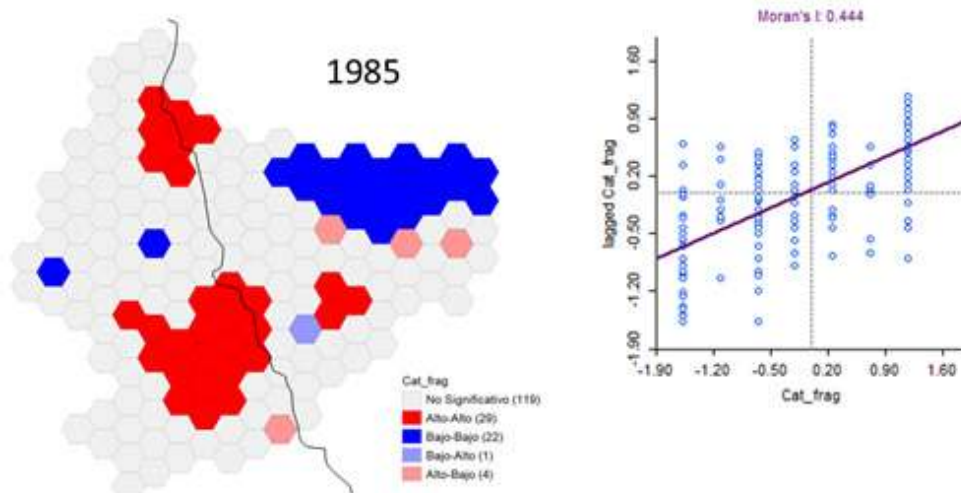 1985
Cat_frag
No Significativo (119)
Alto-Alto (29)
Bajo-Bajo (22)
Bajo-Alto (1)
Alto-Bajo (4)
Moran's I: 0.444
lagged Cat_frag
1.60
0.90
0.20
-0.50
-1.20
-1.90
-1.90 -1.20 -0.50 0.20 0.90 1.60
Cat_frag